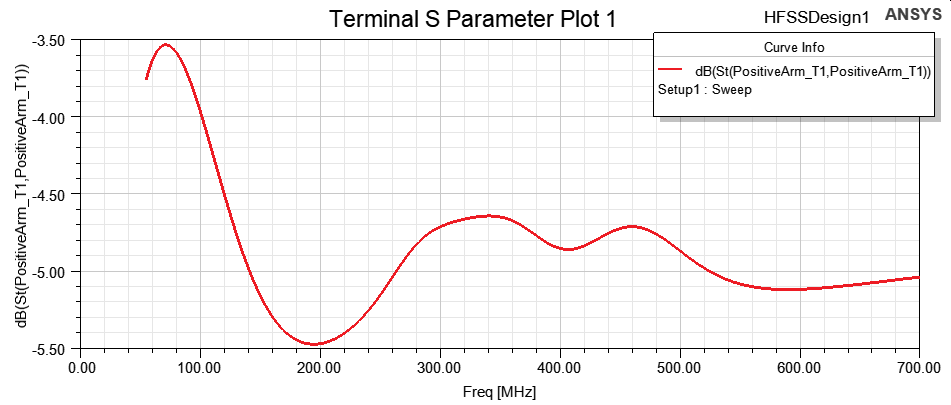 Terminal S Parameter Plot 1
HFSSDesign1
ANSYS
Curve Info
dB(St(PositiveArm_T1,PositiveArm_T1))
Setup1 : Sweep
dB(St(PositiveArm_T1,PositiveArm_T1))
-3.50
-4.00
-4.50
-5.00
-5.50
0.00 100.00 200.00 300.00 400.00 500.00 600.00 700.00
Freq [MHz]